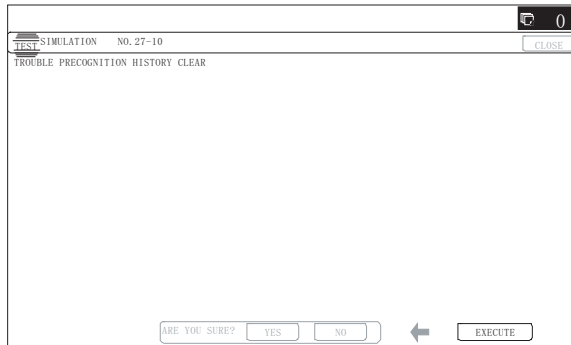 0
TEST SIMULATION NO.27-10
CLOSE
TROUBLE PRECOGNITION HISTORY CLEAR
ARE YOU SURE? YES NO EXECUTE